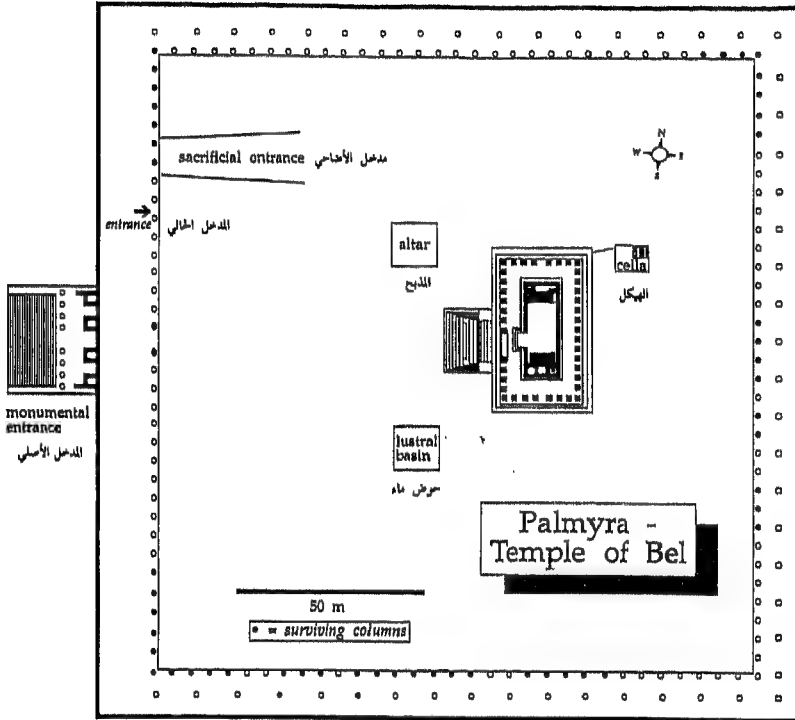 sacrificial entrance مدخل الأضاحي
N
W E
S
entrance المدخل الحالي
altar
المذبح
cella
الهيكل
monumental
entrance
المدخل الأصلي
lustral
basin
حوض ماء
Palmyra -
Temple of Bel
50 m
• = surviving columns